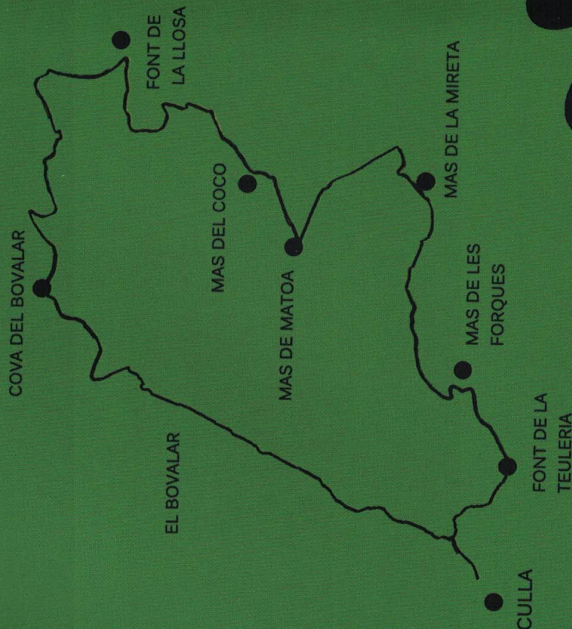 FONT DE
LA LLOSA
MAS DE LA MIRETA
MAS DEL COCO
COVA DEL BOVALAR
MAS DE MATOA
MAS DE LES
FORQUES
EL BOVALAR
FONT DE LA
TEULERIA
CULLA